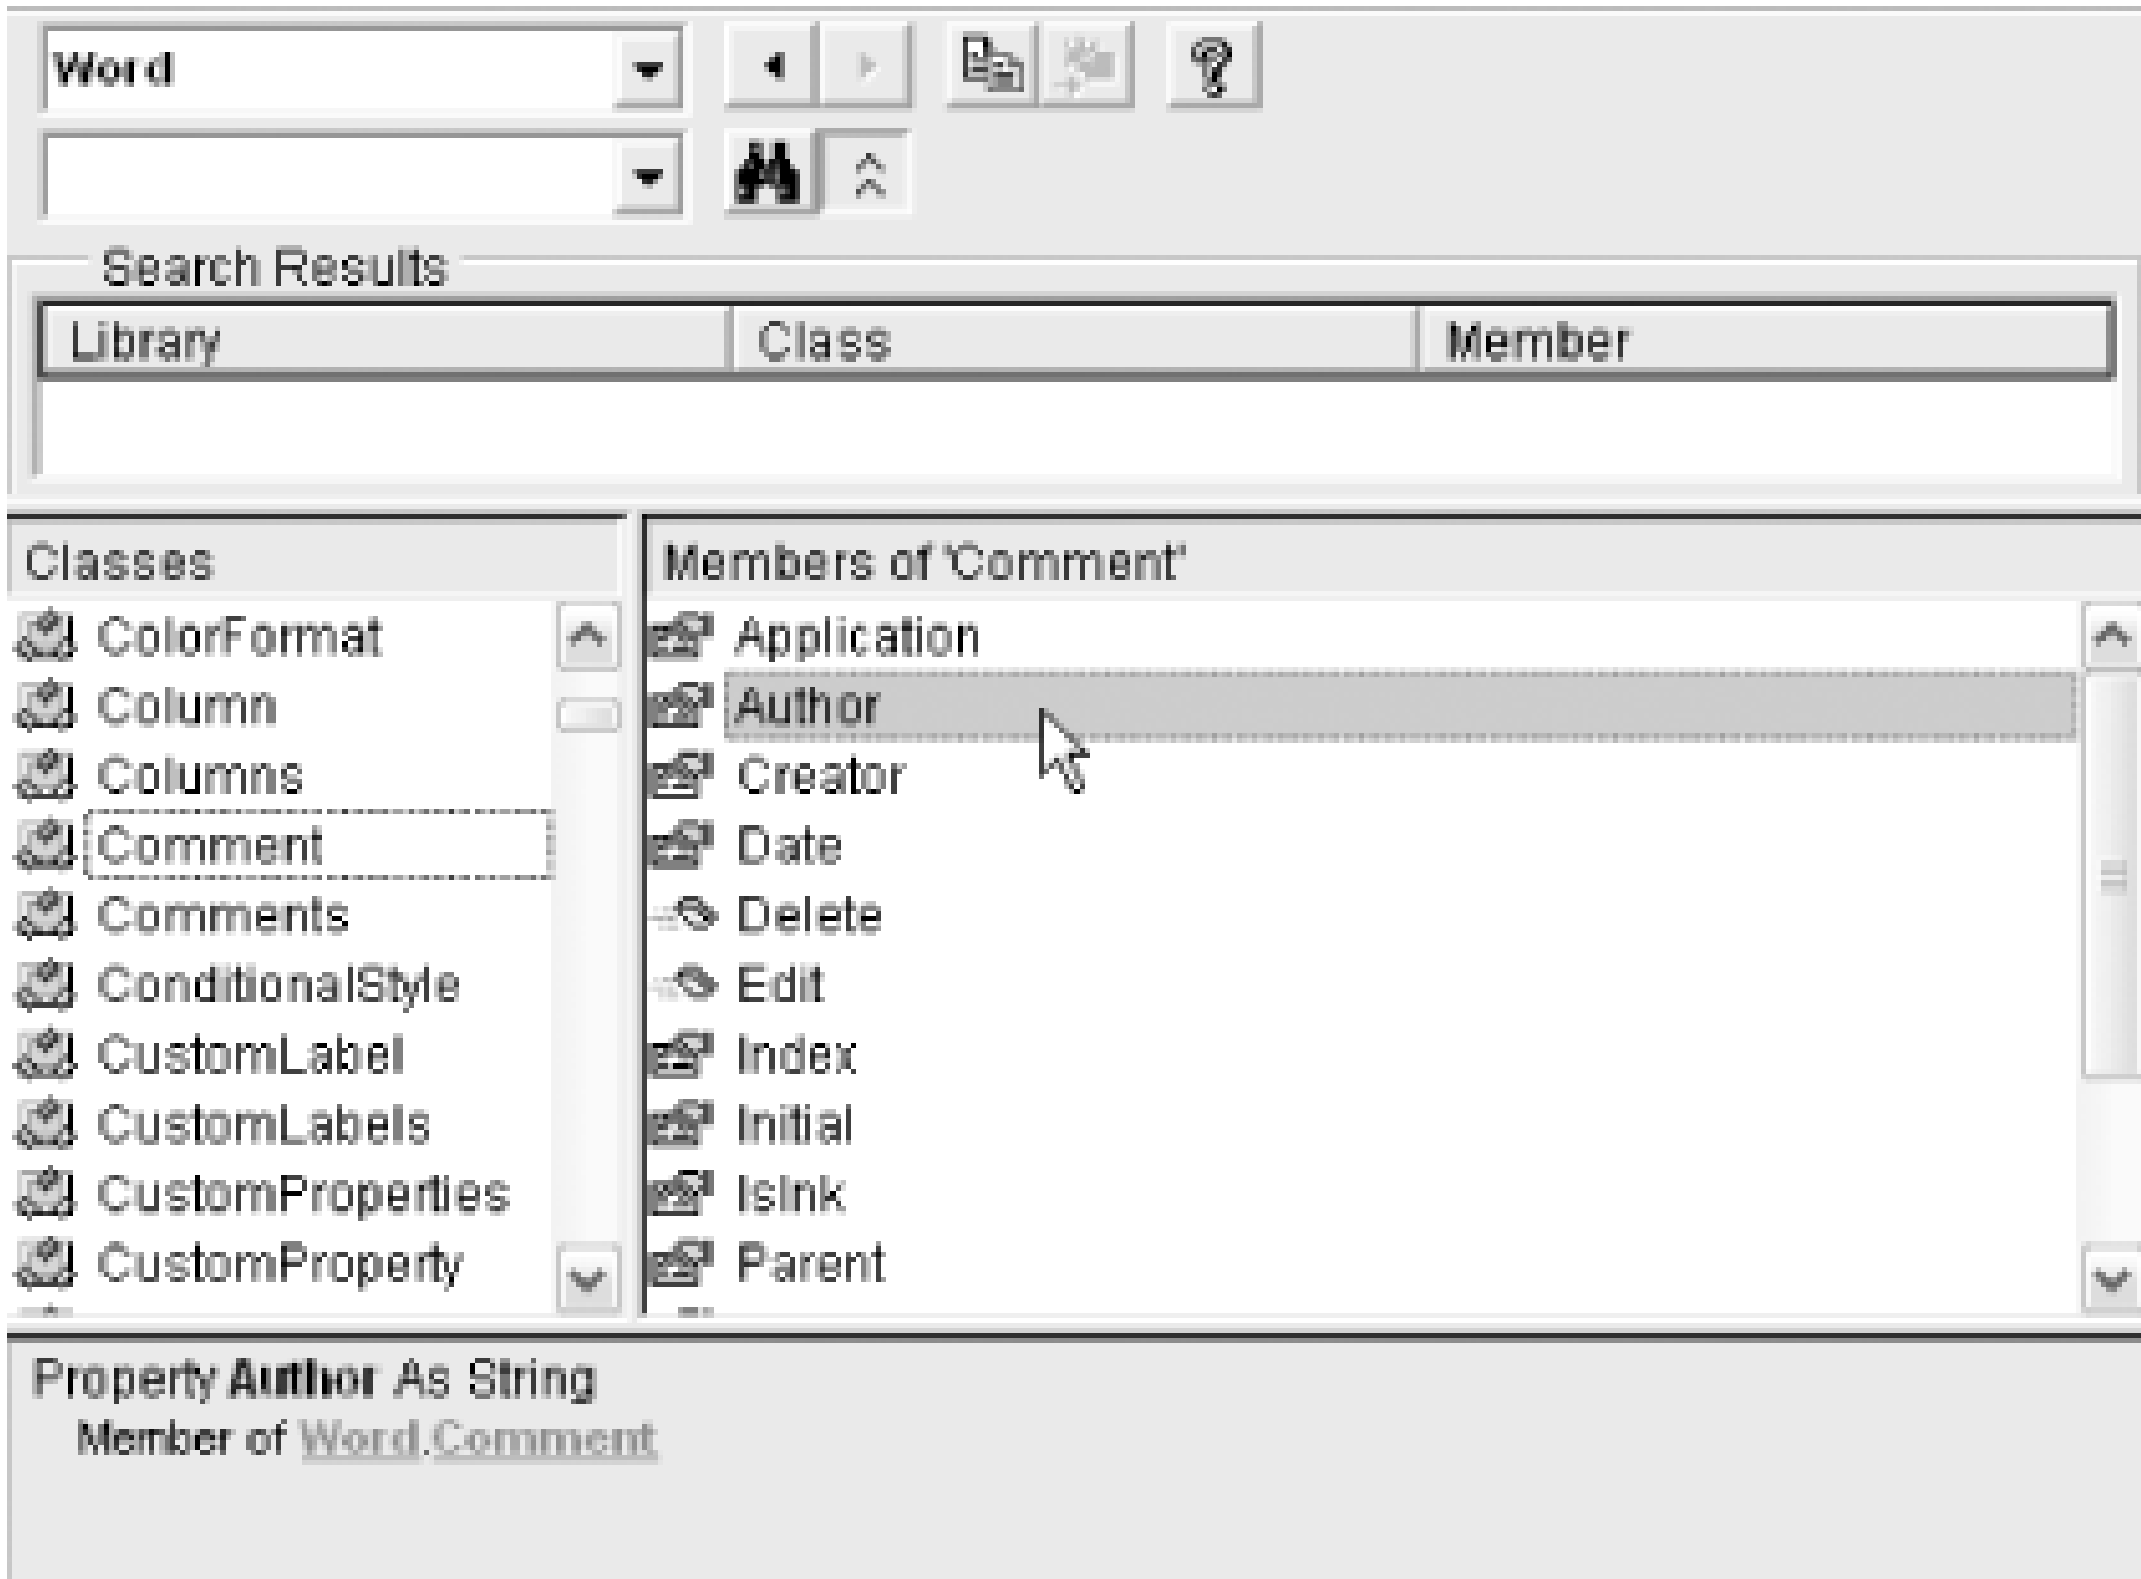 Word
Search Results
Library Class Member
Classes
ColorFormat
Column
Columns
Comment
Comments
ConditionalStyle
CustomLabel
CustomLabels
CustomProperties
CustomProperty
Members of 'Comment'
Application
Author
Creator
Date
Delete
Edit
Index
Initial
IsInk
Parent
Property Author As String
Member of Word.Comment